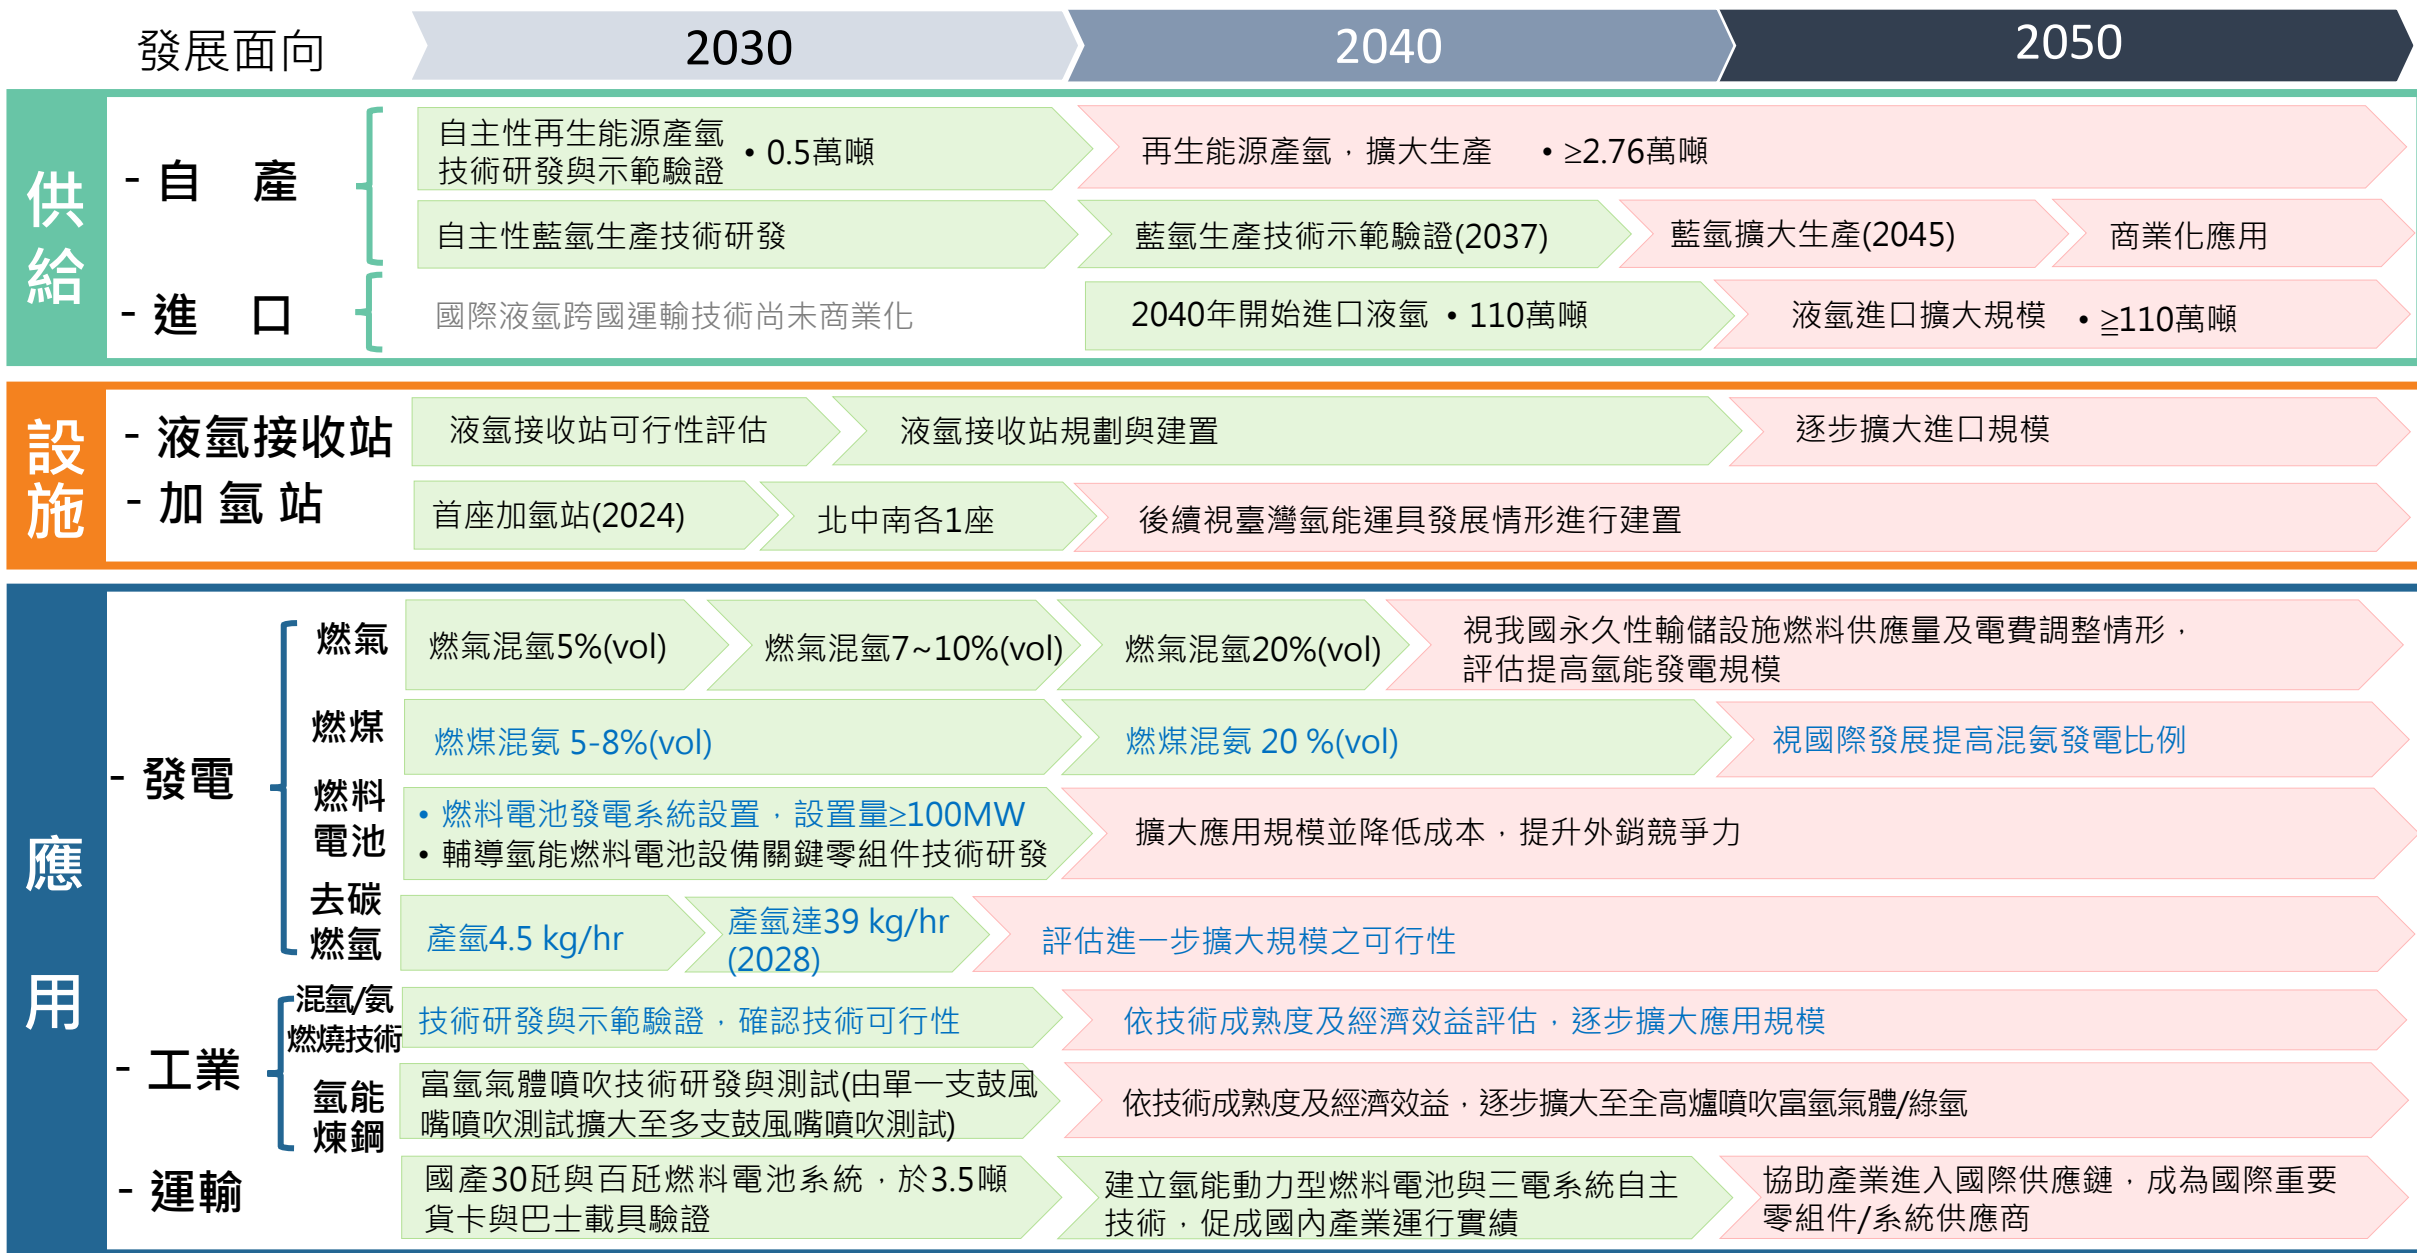 發展面向
2030
2040
2050
供給
- 自　產
自主性再生能源產氫
技術研發與示範驗證
• 0.5萬噸
再生能源產氫，擴大生產
• ≥2.76萬噸
自主性藍氫生產技術研發
藍氫生產技術示範驗證(2037)
藍氫擴大生產(2045)
商業化應用
- 進　口
國際液氫跨國運輸技術尚未商業化
2040年開始進口液氫
• 110萬噸
液氫進口擴大規模
• ≧110萬噸
設施
- 液氫接收站
液氫接收站可行性評估
液氫接收站規劃與建置
逐步擴大進口規模
- 加 氫 站
首座加氫站(2024)
北中南各1座
後續視臺灣氫能運具發展情形進行建置
應用
- 發電
燃氣
燃氣混氫5%(vol)
燃氣混氫7~10%(vol)
燃氣混氫20%(vol)
視我國永久性輸儲設施燃料供應量及電費調整情形，
評估提高氫能發電規模
燃煤
燃煤混氨 5-8%(vol)
燃煤混氨 20 %(vol)
視國際發展提高混氨發電比例
燃料
電池
• 燃料電池發電系統設置，設置量≥100MW
• 輔導氫能燃料電池設備關鍵零組件技術研發
擴大應用規模並降低成本，提升外銷競爭力
去碳
燃氫
產氫4.5 kg/hr
產氫達39 kg/hr
(2028)
評估進一步擴大規模之可行性
- 工業
混氫/氨
燃燒技術
技術研發與示範驗證，確認技術可行性
依技術成熟度及經濟效益評估，逐步擴大應用規模
氫能
煉鋼
富氫氣體噴吹技術研發與測試(由單一支鼓風
嘴噴吹測試擴大至多支鼓風嘴噴吹測試)
依技術成熟度及經濟效益，逐步擴大至全高爐噴吹富氫氣體/綠氫
- 運輸
國產30瓩與百瓩燃料電池系統，於3.5噸
貨卡與巴士載具驗證
建立氫能動力型燃料電池與三電系統自主
技術，促成國內產業運行實績
協助產業進入國際供應鏈，成為國際重要
零組件/系統供應商